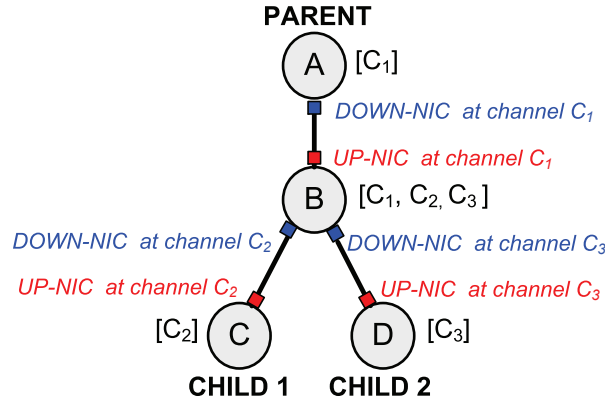 PARENT
A [C1]
DOWN-NIC at channel C1
UP-NIC at channel C1
B [C1, C2, C3 ]
DOWN-NIC at channel C2
DOWN-NIC at channel C3
UP-NIC at channel C2
UP-NIC at channel C3
[C2] C D [C3]
CHILD 1 CHILD 2